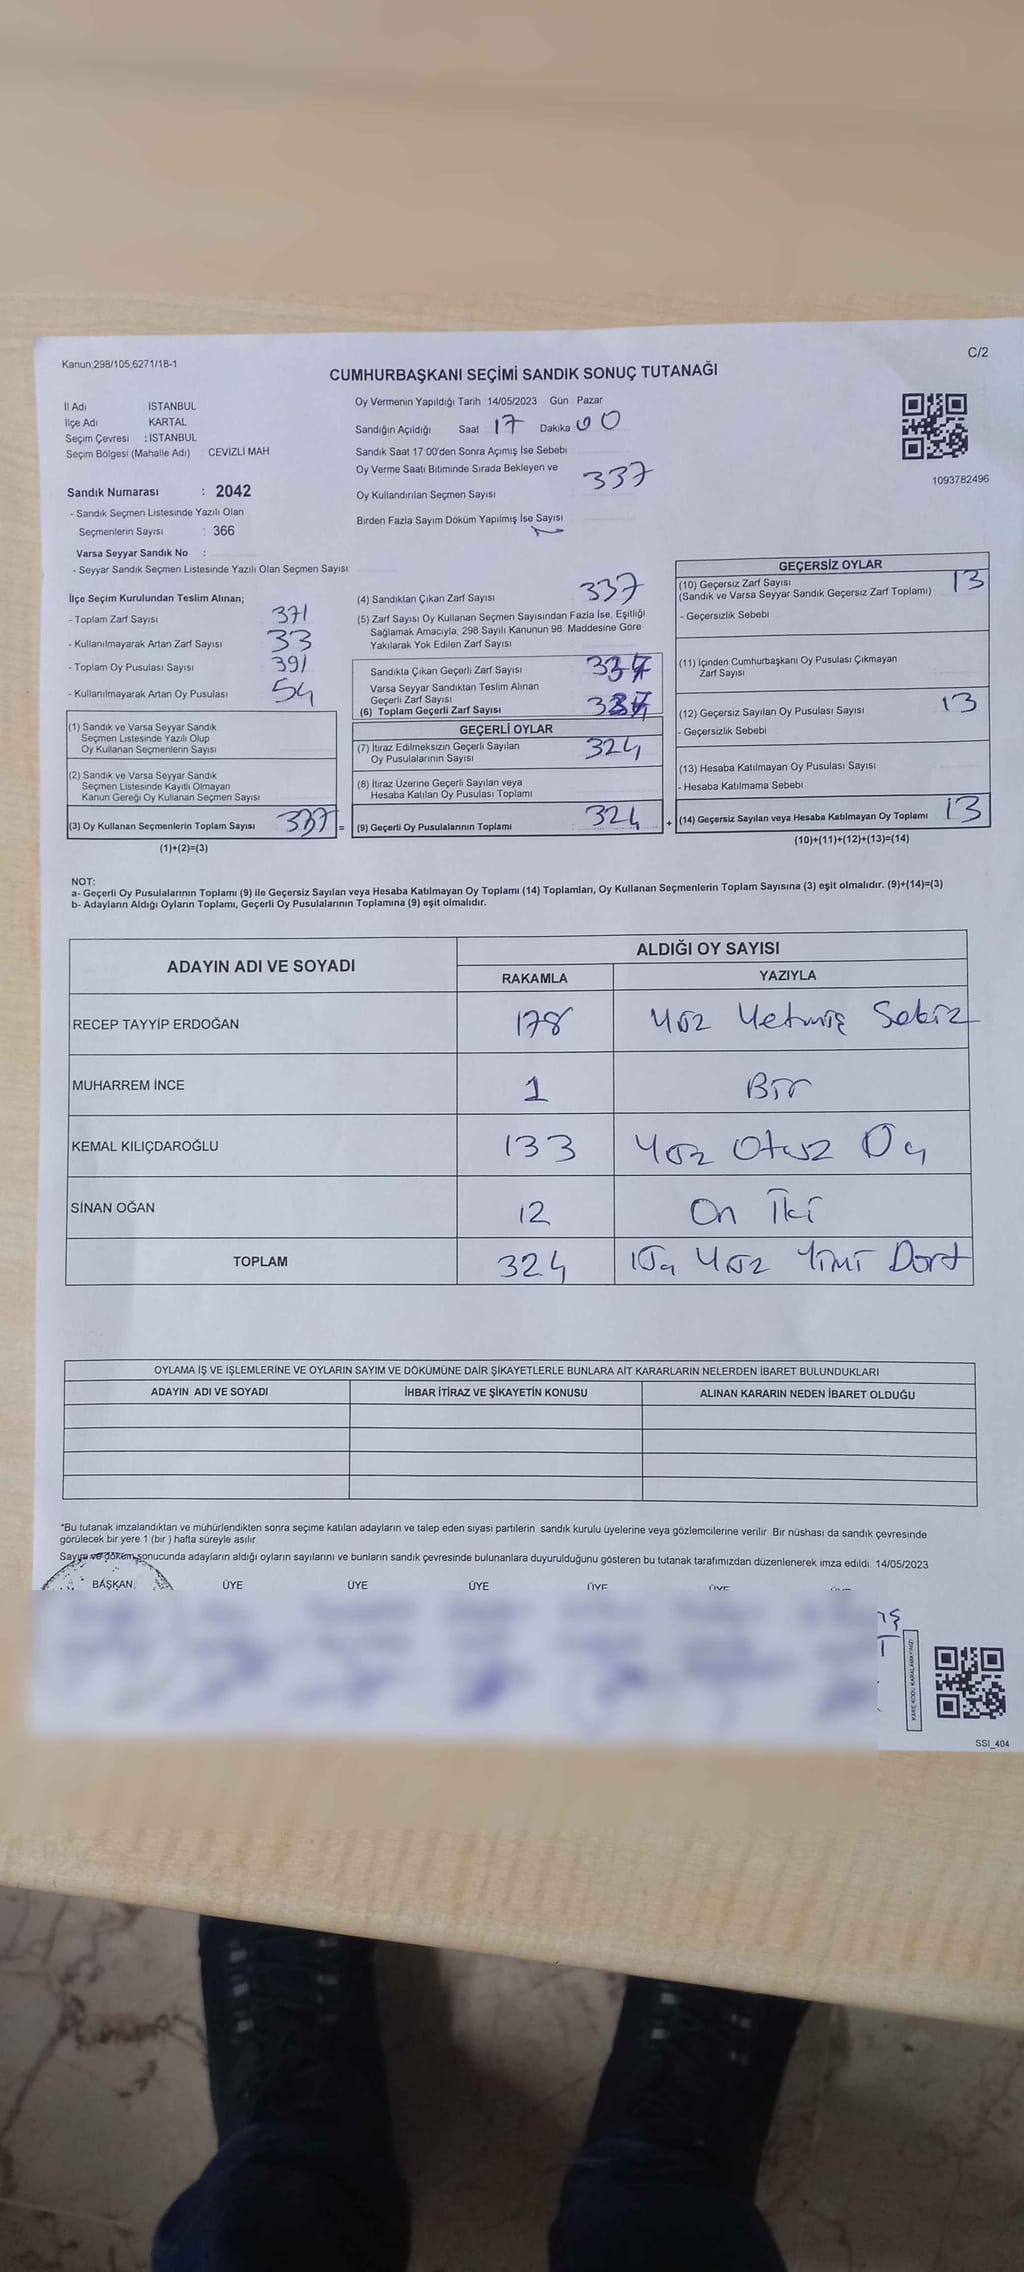 Kanun;298/105,6271/18-1
C/2
CUMHURBAŞKANI SEÇİMİ SANDIK SONUÇ TUTANAĞI
İl Adı İSTANBUL
İlçe Adı KARTAL
Seçim Çevresi : İSTANBUL
Seçim Bölgesi (Mahalle Adı) CEVİZLİ MAH
Sandık Numarası : 2042
- Sandık Seçmen Listesinde Yazılı Olan
Seçmenlerin Sayısı : 366
Varsa Seyyar Sandık No :
- Seyyar Sandık Seçmen Listesinde Yazılı Olan Seçmen Sayısı
Oy Vermenin Yapıldığı Tarih 14/05/2023 Gün Pazar
Sandığın Açıldığı Saat 17 Dakika 00
Sandık Saat 17:00'den Sonra Açımış İse Sebebi
Oy Verme Saati Bitiminde Sırada Bekleyen ve
Oy Kullandırılan Seçmen Sayısı 337
Birden Fazla Sayım Döküm Yapılmış İse Sayısı
1093782496
İlçe Seçim Kurulundan Teslim Alınan;
- Toplam Zarf Sayısı 371
- Kullanılmayarak Artan Zarf Sayısı 33
- Toplam Oy Pusulası Sayısı 391
- Kullanılmayarak Artan Oy Pusulası 54
(1) Sandık ve Varsa Seyyar Sandık
Seçmen Listesinde Yazılı Olup
Oy Kullanan Seçmenlerin Sayısı
(2) Sandık ve Varsa Seyyar Sandık
Seçmen Listesinde Kayıtlı Olmayan
Kanun Gereği Oy Kullanan Seçmen Sayısı
(3) Oy Kullanan Seçmenlerin Toplam Sayısı 337 =
(1)+(2)=(3)
(4) Sandıktan Çıkan Zarf Sayısı 337
(5) Zarf Sayısı Oy Kullanan Seçmen Sayısından Fazla İse, Eşitliği
Sağlamak Amacıyla, 298 Sayılı Kanunun 98. Maddesine Göre
Yakılarak Yok Edilen Zarf Sayısı
Sandıkta Çıkan Geçerli Zarf Sayısı
Varsa Seyyar Sandıktan Teslim Alınan
Geçerli Zarf Sayısı
(6) Toplam Geçerli Zarf Sayısı
GEÇERLİ OYLAR
(7) İtiraz Edilmeksizin Geçerli Sayılan
Oy Pusulalarının Sayısı 324
(8) İtiraz Üzerine Geçerli Sayılan veya
Hesaba Katılan Oy Pusulası Toplamı
(9) Geçerli Oy Pusulalarının Toplamı 324 +
GEÇERSİZ OYLAR
(10) Geçersiz Zarf Sayısı 13
(Sandık ve Varsa Seyyar Sandık Geçersiz Zarf Toplamı)
- Geçersizlik Sebebi
(11) İçinden Cumhurbaşkanı Oy Pusulası Çıkmayan
Zarf Sayısı
(12) Geçersiz Sayılan Oy Pusulası Sayısı 13
- Geçersizlik Sebebi
(13) Hesaba Katılmayan Oy Pusulası Sayısı
- Hesaba Katılmama Sebebi
(14) Geçersiz Sayılan veya Hesaba Katılmayan Oy Toplamı 13
(10)+(11)+(12)+(13)=(14)
NOT:
a- Geçerli Oy Pusulalarının Toplamı (9) ile Geçersiz Sayılan veya Hesaba Katılmayan Oy Toplamı (14) Toplamları, Oy Kullanan Seçmenlerin Toplam Sayısına (3) eşit olmalıdır. (9)+(14)=(3)
b- Adayların Aldığı Oyların Toplamı, Geçerli Oy Pusulalarının Toplamına (9) eşit olmalıdır.
ADAYIN ADI VE SOYADI ALDIĞI OY SAYISI
RAKAMLA YAZIYLA
RECEP TAYYİP ERDOĞAN 178 Yüz Yetmiş Sekiz
MUHARREM İNCE 1 Bir
KEMAL KILIÇDAROĞLU 133 Yüz Otuz Üç
SİNAN OĞAN 12 On İki
TOPLAM 324 Üç Yüz Yimi Dört
OYLAMA İŞ VE İŞLEMLERİNE VE OYLARIN SAYIM VE DÖKÜMÜNE DAİR ŞİKAYETLERLE BUNLARA AİT KARARLARIN NELERDEN İBARET BULUNDUKLARI
ADAYIN ADI VE SOYADI İHBAR İTİRAZ VE ŞİKAYETİN KONUSU ALINAN KARARIN NEDEN İBARET OLDUĞU
*Bu tutanak imzalandıktan ve mühürlendikten sonra seçime katılan adayların ve talep eden siyasi partilerin sandık kurulu üyelerine veya gözlemcilerine verilir Bir nüshası da sandık çevresinde
görülecek bir yere 1 (bir ) hafta süreyle asılır
Sayım ve döküm sonucunda adayların aldığı oyların sayılarını ve bunların sandık çevresinde bulunanlara duyurulduğunu gösteren bu tutanak tarafımızdan düzenlenerek imza edildi. 14/05/2023
BAŞKAN ÜYE ÜYE ÜYE ÜYE ÜYE
KARE KODU KARALAMAYINIZ!
SSI_404